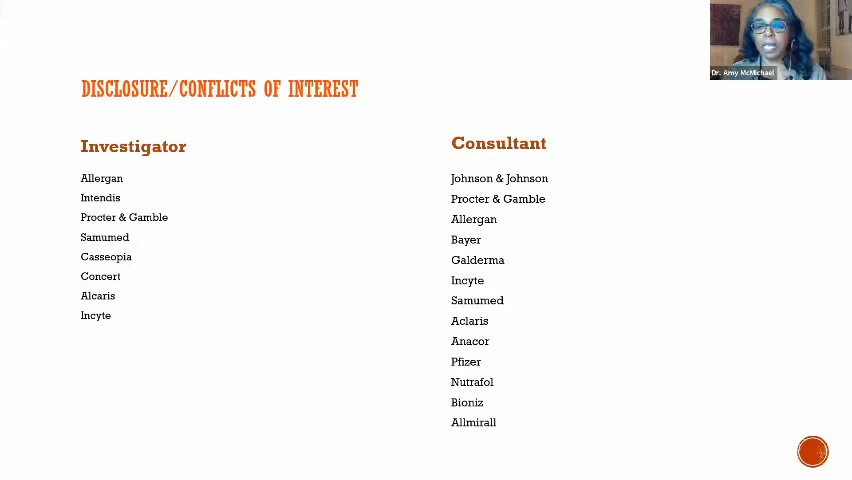 DISCLOSURE/CONFLICTS OF INTEREST
Investigator
Allergan
Intendis
Procter & Gamble
Samumed
Casseopia
Concert
Alcaris
Incyte
Consultant
Johnson & Johnson
Procter & Gamble
Allergan
Bayer
Galderma
Incyte
Samumed
Aclaris
Anacor
Pfizer
Nutrafol
Bioniz
Allmirall
Dr. Amy McMichael